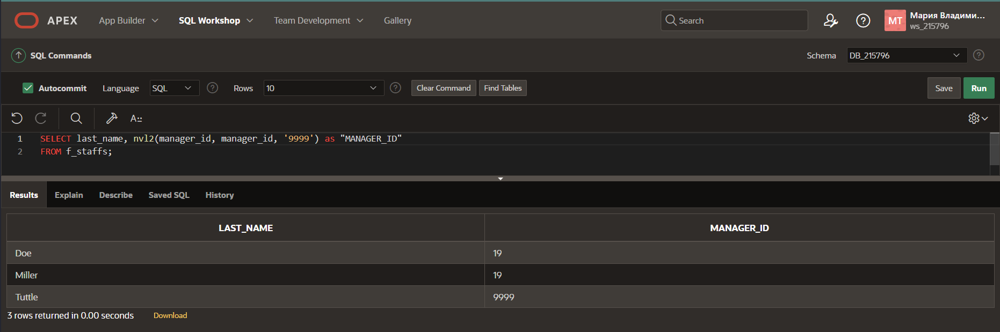 APEX App Builder SQL Workshop Team Development Gallery Search ? MT Мария Владими...
ws_215796
SQL Commands Schema DB_215796 ?
Autocommit Language SQL ? Rows 10 ? Clear Command Find Tables Save Run
A::
1 SELECT last_name, nvl2(manager_id, manager_id, '9999') as "MANAGER_ID"
2 FROM f_staffs;
Results Explain Describe Saved SQL History
LAST_NAME MANAGER_ID
Doe 19
Miller 19
Tuttle 9999
3 rows returned in 0.00 seconds Download